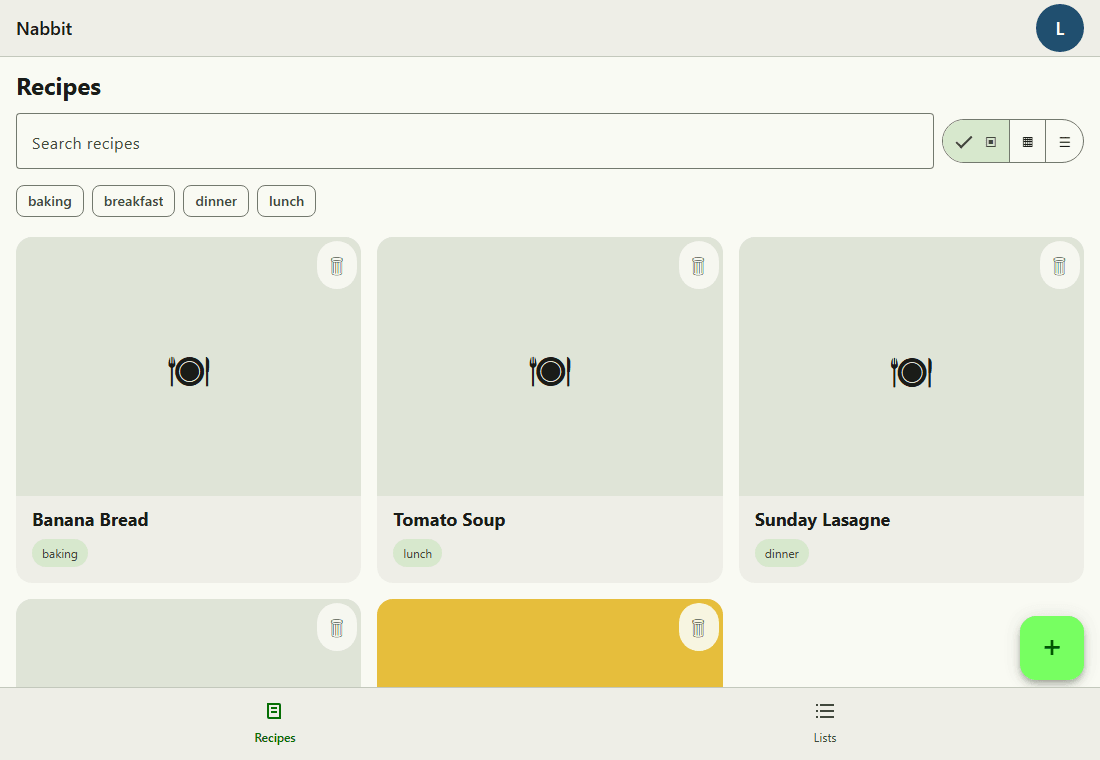 Nabbit
L
Recipes
Search recipes
baking
breakfast
dinner
lunch
Banana Bread
baking
Tomato Soup
lunch
Sunday Lasagne
dinner
+
Recipes
Lists